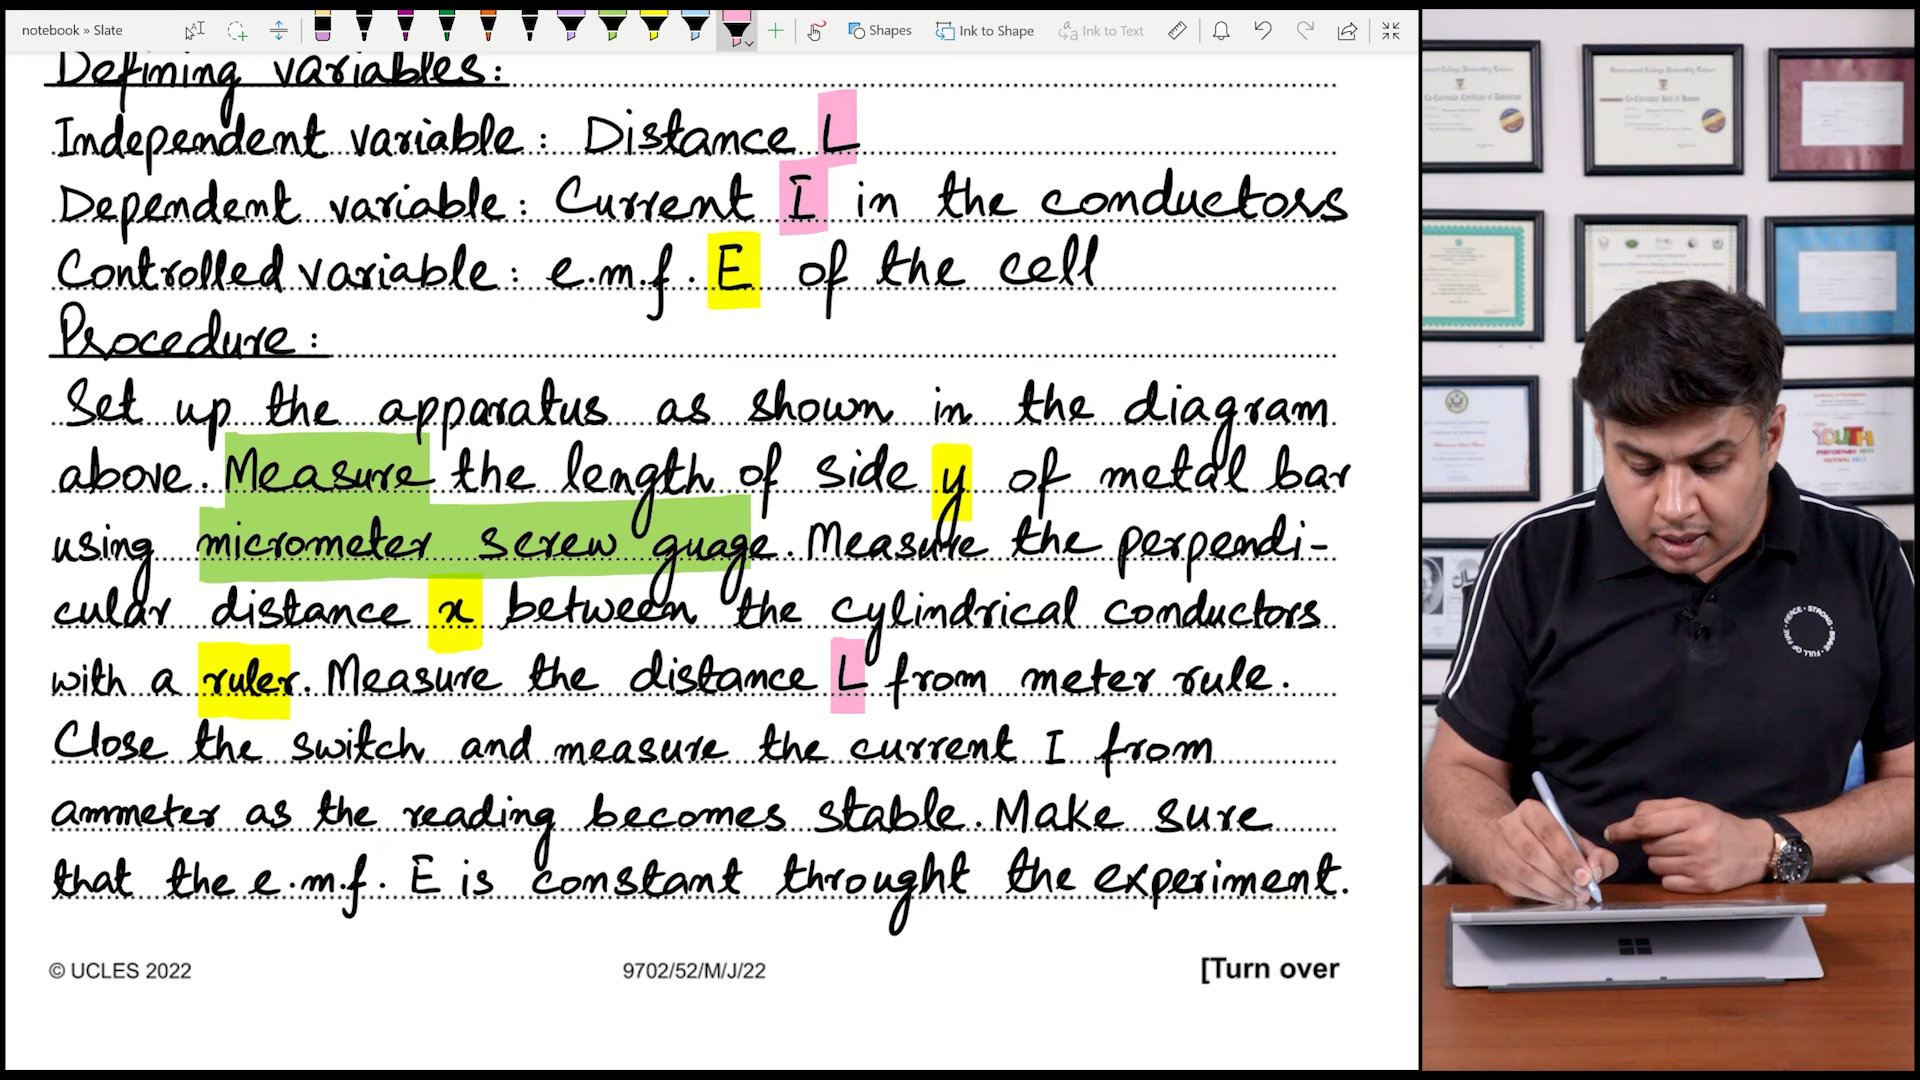 notebook » Slate
Shapes
Ink to Shape
Ink to Text
Defining variables:
Independent variable: Distance L
Dependent variable: Current I in the conductors
Controlled variable: e.m.f. E of the cell
Procedure:
Set up the apparatus as shown in the diagram
above. Measure the length of side y of metal bar
using micrometer screw guage. Measure the perpendi-
cular distance x between the cylindrical conductors
with a ruler. Measure the distance L from meter rule.
Close the switch and measure the current I from
ammeter as the reading becomes stable. Make sure
that the e.m.f. E is constant throught the experiment.
© UCLES 2022
9702/52/M/J/22
[Turn over
YOUTH